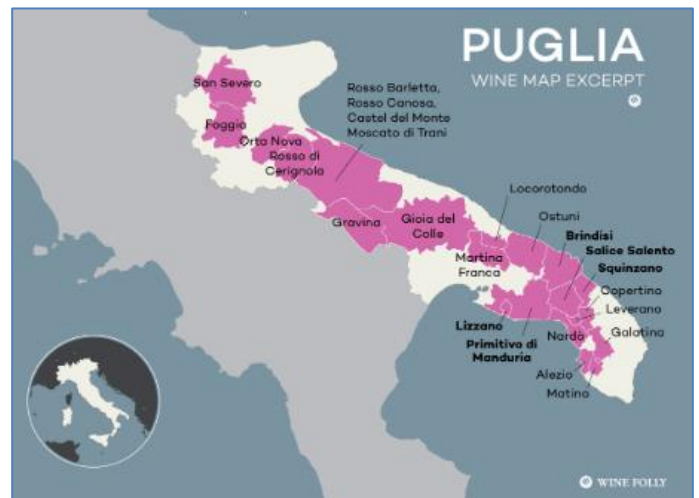 PUGLIA
WINE MAP EXCERPT
San Severo
Foggia
Orta Nova
Rosso di
Cerignola
Rosso Barletta,
Rosso Canosa,
Castel del Monte
Moscato di Trani
Gravina
Gioia del
Colle
Locorotondo
Ostuni
Martina
Franca
Brindisi
Salice Salento
Squinzano
Copertino
Leverano
Galatina
Lizzano
Primitivo di
Manduria
Nardò
Alezio
Matino
WINE FOLLY